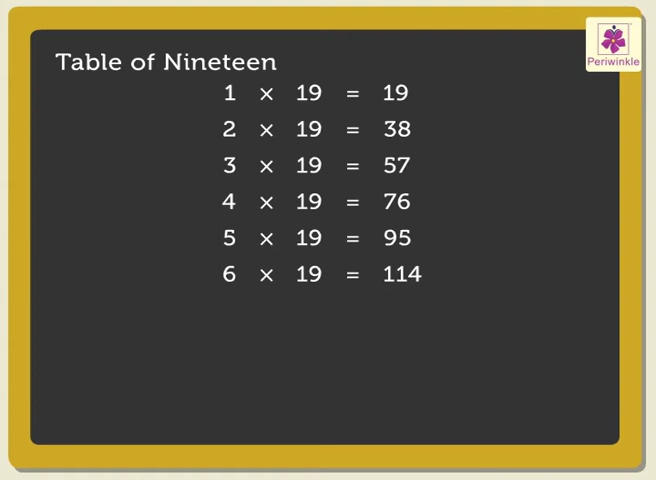 Table of Nineteen
1 × 19 = 19
2 × 19 = 38
3 × 19 = 57
4 × 19 = 76
5 × 19 = 95
6 × 19 = 114
Periwinkle